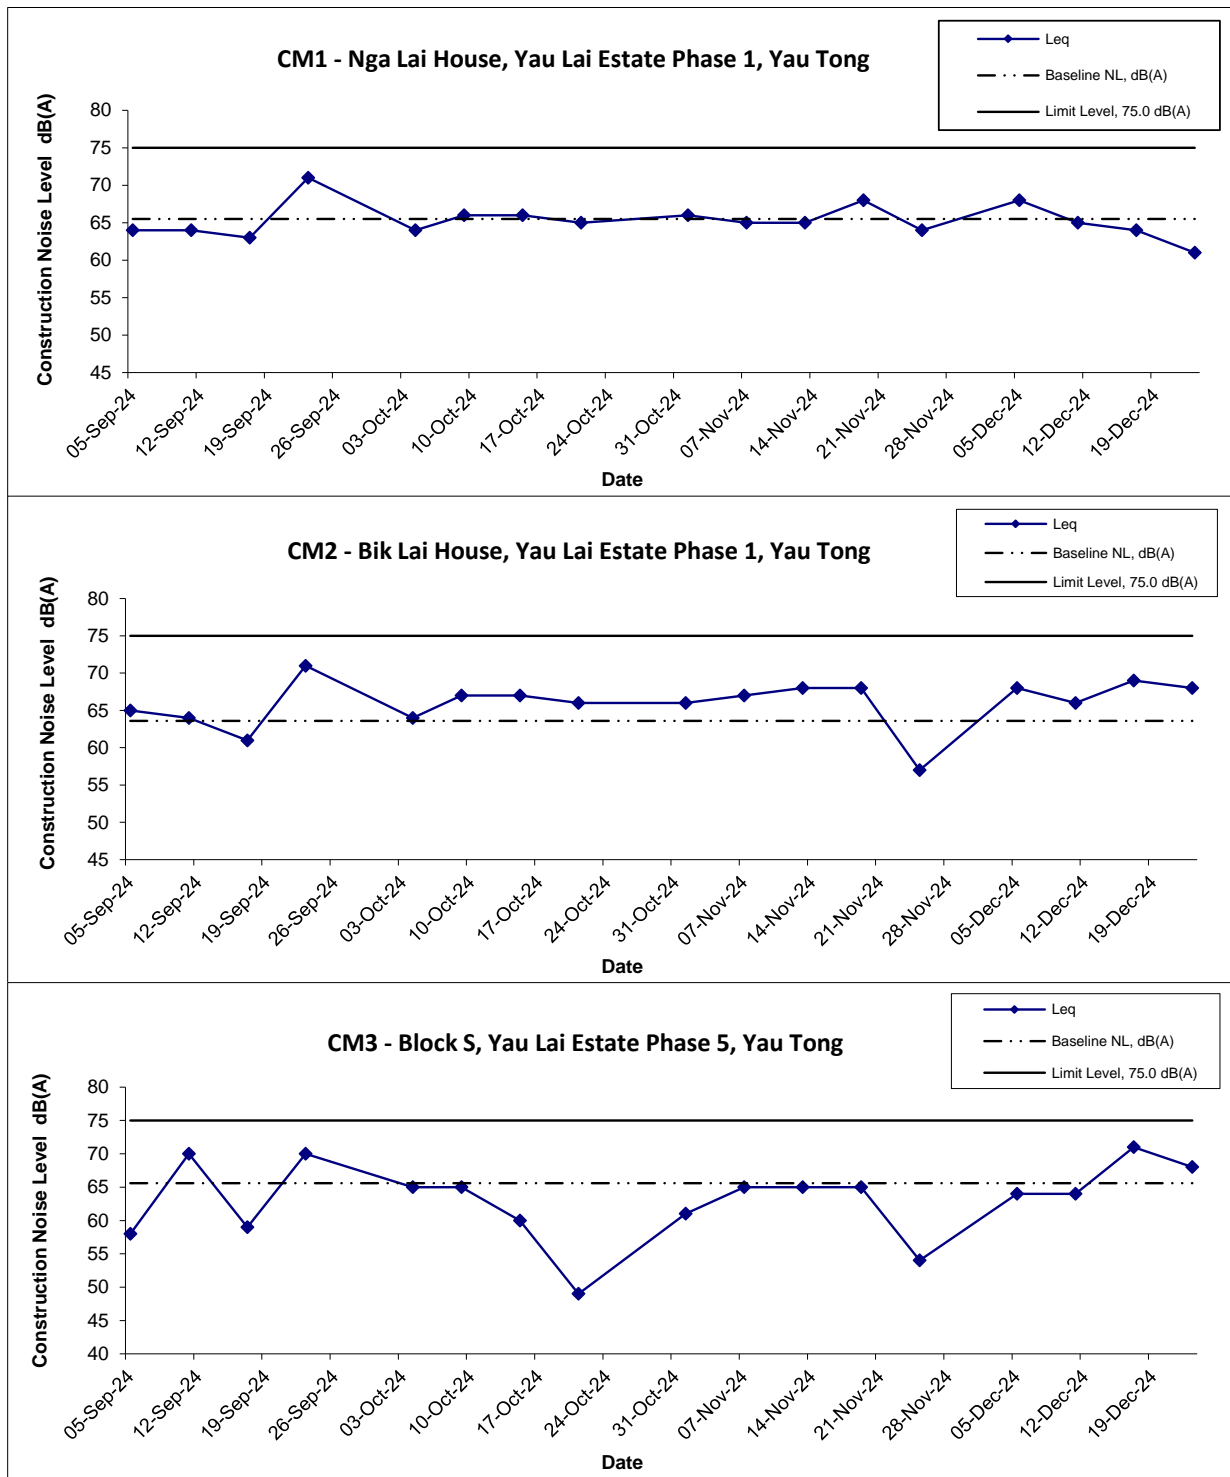 CM1 - Nga Lai House, Yau Lai Estate Phase 1, Yau Tong
Leq
Baseline NL, dB(A)
Limit Level, 75.0 dB(A)
Construction Noise Level dB(A)
80
75
70
65
60
55
50
45
05-Sep-24
12-Sep-24
19-Sep-24
26-Sep-24
03-Oct-24
10-Oct-24
17-Oct-24
24-Oct-24
31-Oct-24
07-Nov-24
14-Nov-24
21-Nov-24
28-Nov-24
05-Dec-24
12-Dec-24
19-Dec-24
Date
CM2 - Bik Lai House, Yau Lai Estate Phase 1, Yau Tong
Leq
Baseline NL, dB(A)
Limit Level, 75.0 dB(A)
Construction Noise Level dB(A)
80
75
70
65
60
55
50
45
05-Sep-24
12-Sep-24
19-Sep-24
26-Sep-24
03-Oct-24
10-Oct-24
17-Oct-24
24-Oct-24
31-Oct-24
07-Nov-24
14-Nov-24
21-Nov-24
28-Nov-24
05-Dec-24
12-Dec-24
19-Dec-24
Date
CM3 - Block S, Yau Lai Estate Phase 5, Yau Tong
Leq
Baseline NL, dB(A)
Limit Level, 75.0 dB(A)
Construction Noise Level dB(A)
80
75
70
65
60
55
50
45
40
05-Sep-24
12-Sep-24
19-Sep-24
26-Sep-24
03-Oct-24
10-Oct-24
17-Oct-24
24-Oct-24
31-Oct-24
07-Nov-24
14-Nov-24
21-Nov-24
28-Nov-24
05-Dec-24
12-Dec-24
19-Dec-24
Date